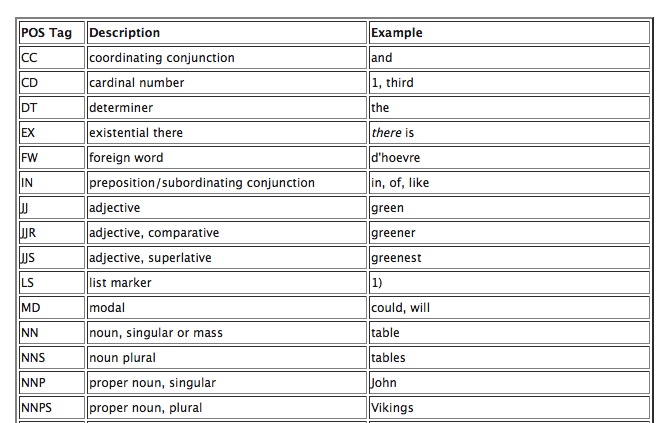 POS Tag Description Example
CC coordinating conjunction and
CD cardinal number 1, third
DT determiner the
EX existential there there is
FW foreign word d'hoevre
IN preposition/subordinating conjunction in, of, like
JJ adjective green
JJR adjective, comparative greener
JJS adjective, superlative greenest
LS list marker 1)
MD modal could, will
NN noun, singular or mass table
NNS noun plural tables
NNP proper noun, singular John
NNPS proper noun, plural Vikings